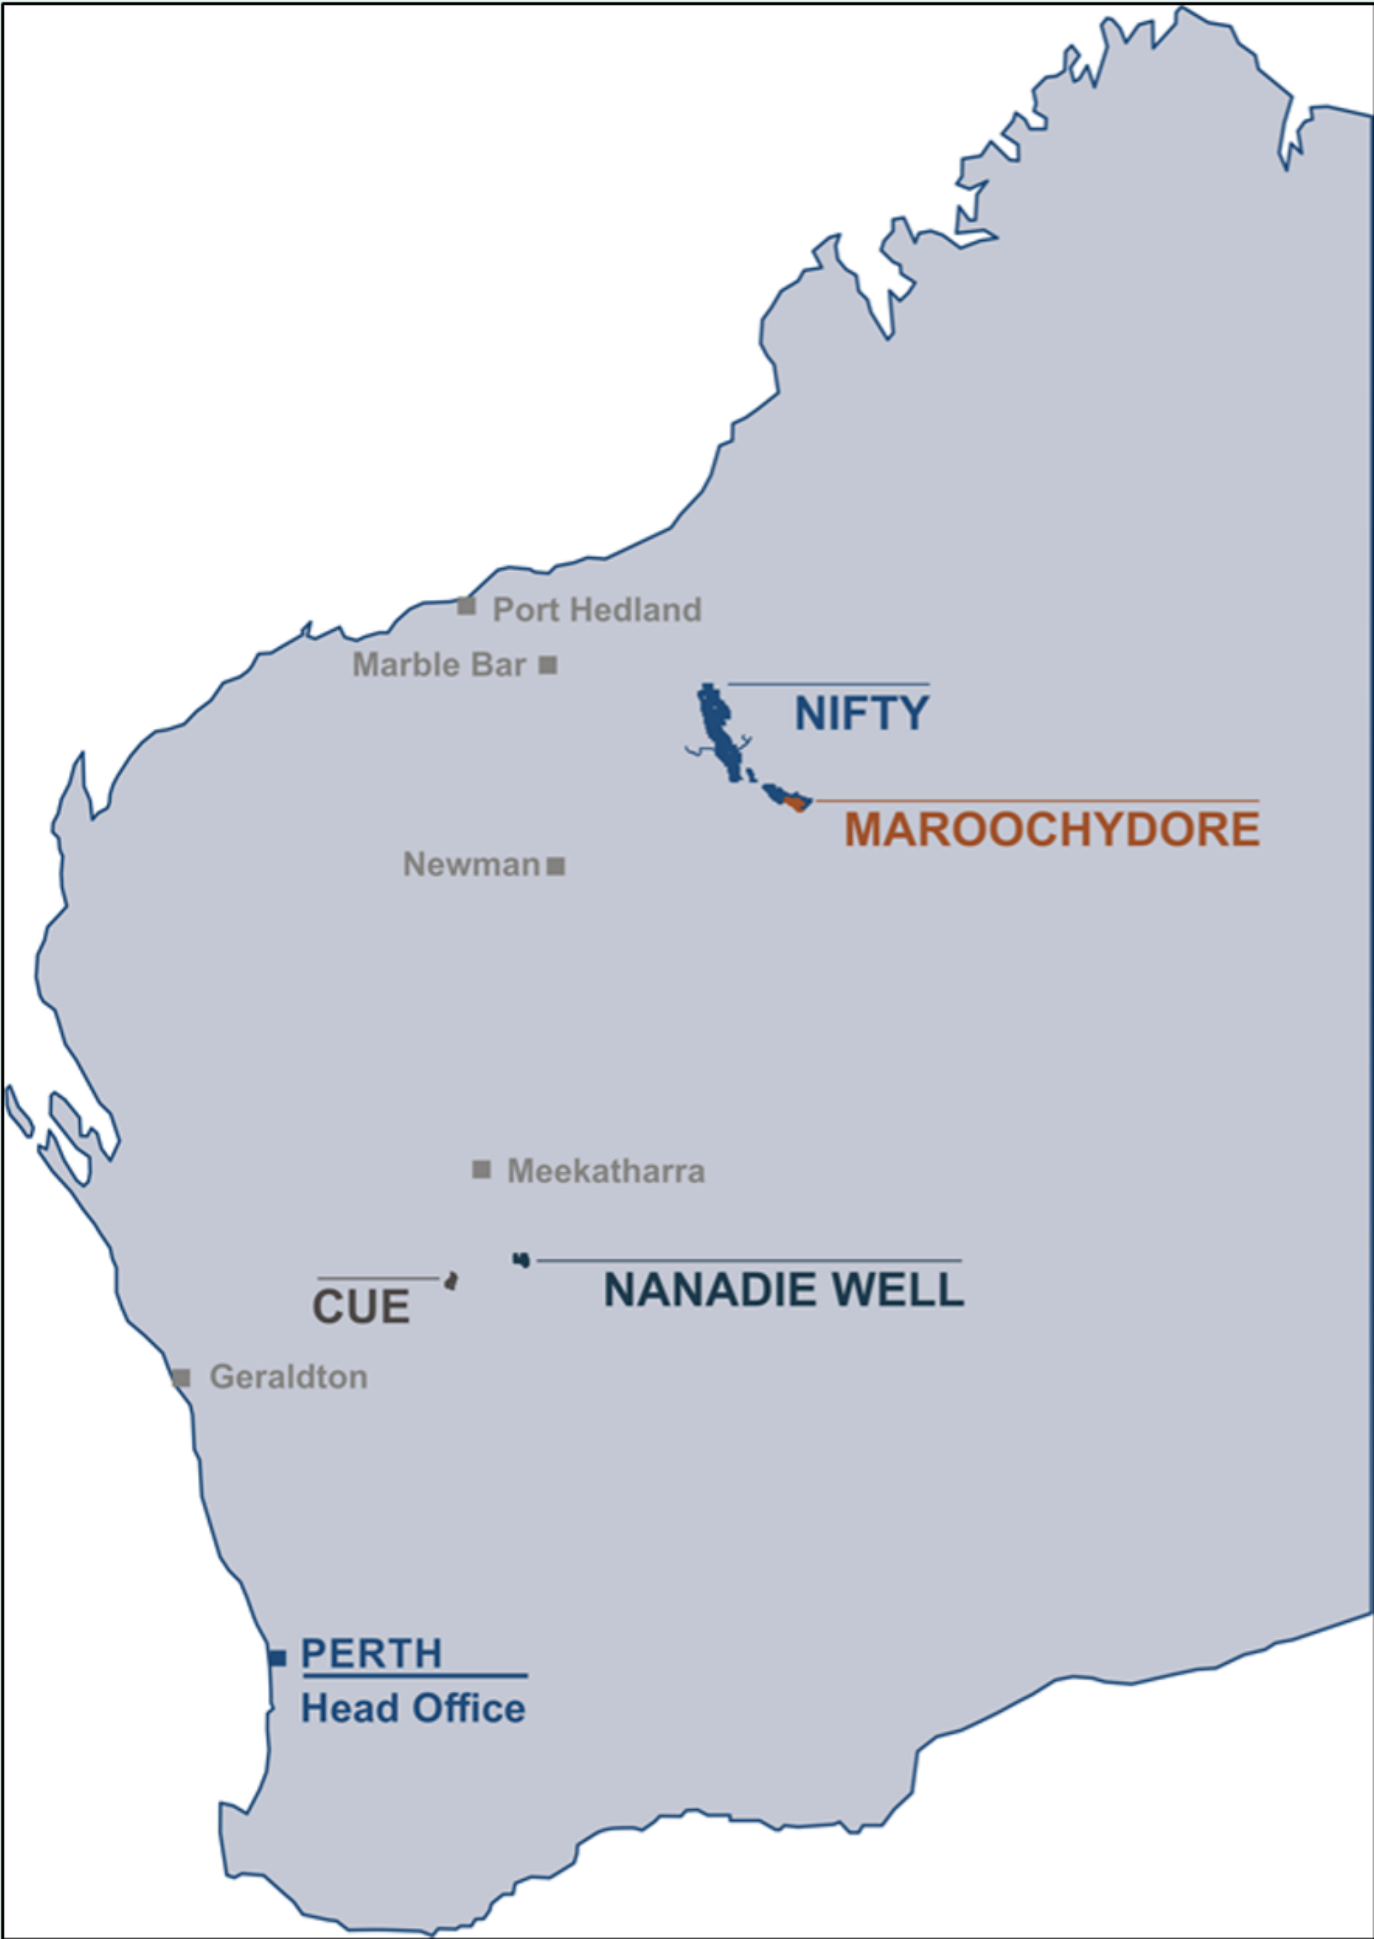 Port Hedland
Marble Bar
NIFTY
MAROOCHYDORE
Newman
Meekatharra
NANADIE WELL
CUE
Geraldton
PERTH
Head Office